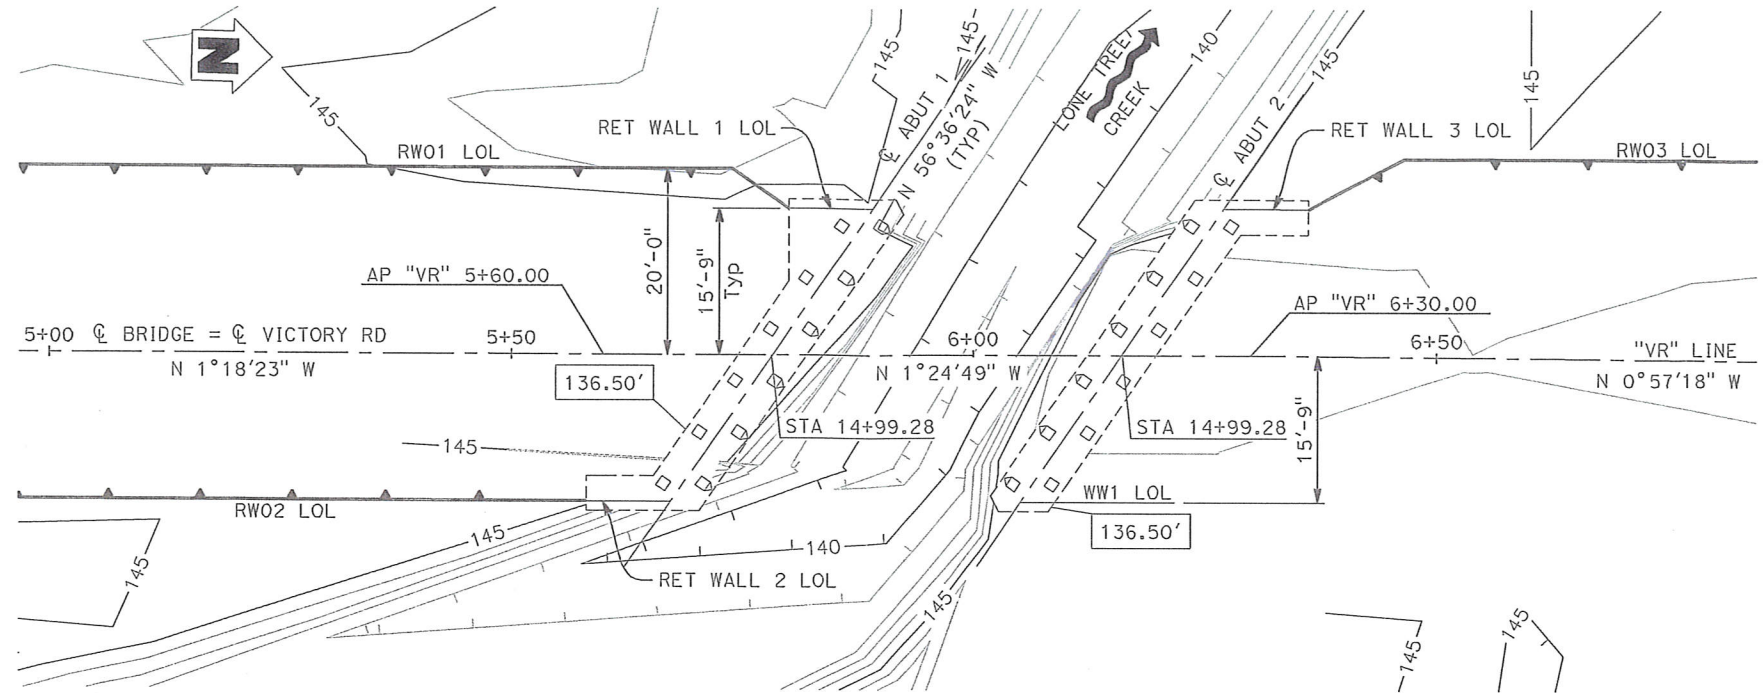 N
145
RW01 LOL
RET WALL 1 LOL
145
℄ ABUT 1
145
N 56°36'24" W
(TYP)
LONE TREE
CREEK
140
℄ ABUT 2
145
RET WALL 3 LOL
145
RW03 LOL
20'-0"
15'-9"
TYP
AP "VR" 5+60.00
AP "VR" 6+30.00
5+00 ℄ BRIDGE = ℄ VICTORY RD
N 1°18'23" W
5+50
6+00
N 1°24'49" W
6+50
"VR" LINE
N 0°57'18" W
136.50'
STA 14+99.28
STA 14+99.28
15'-9"
145
RW02 LOL
WW1 LOL
136.50'
145
140
RET WALL 2 LOL
145
145
145
145